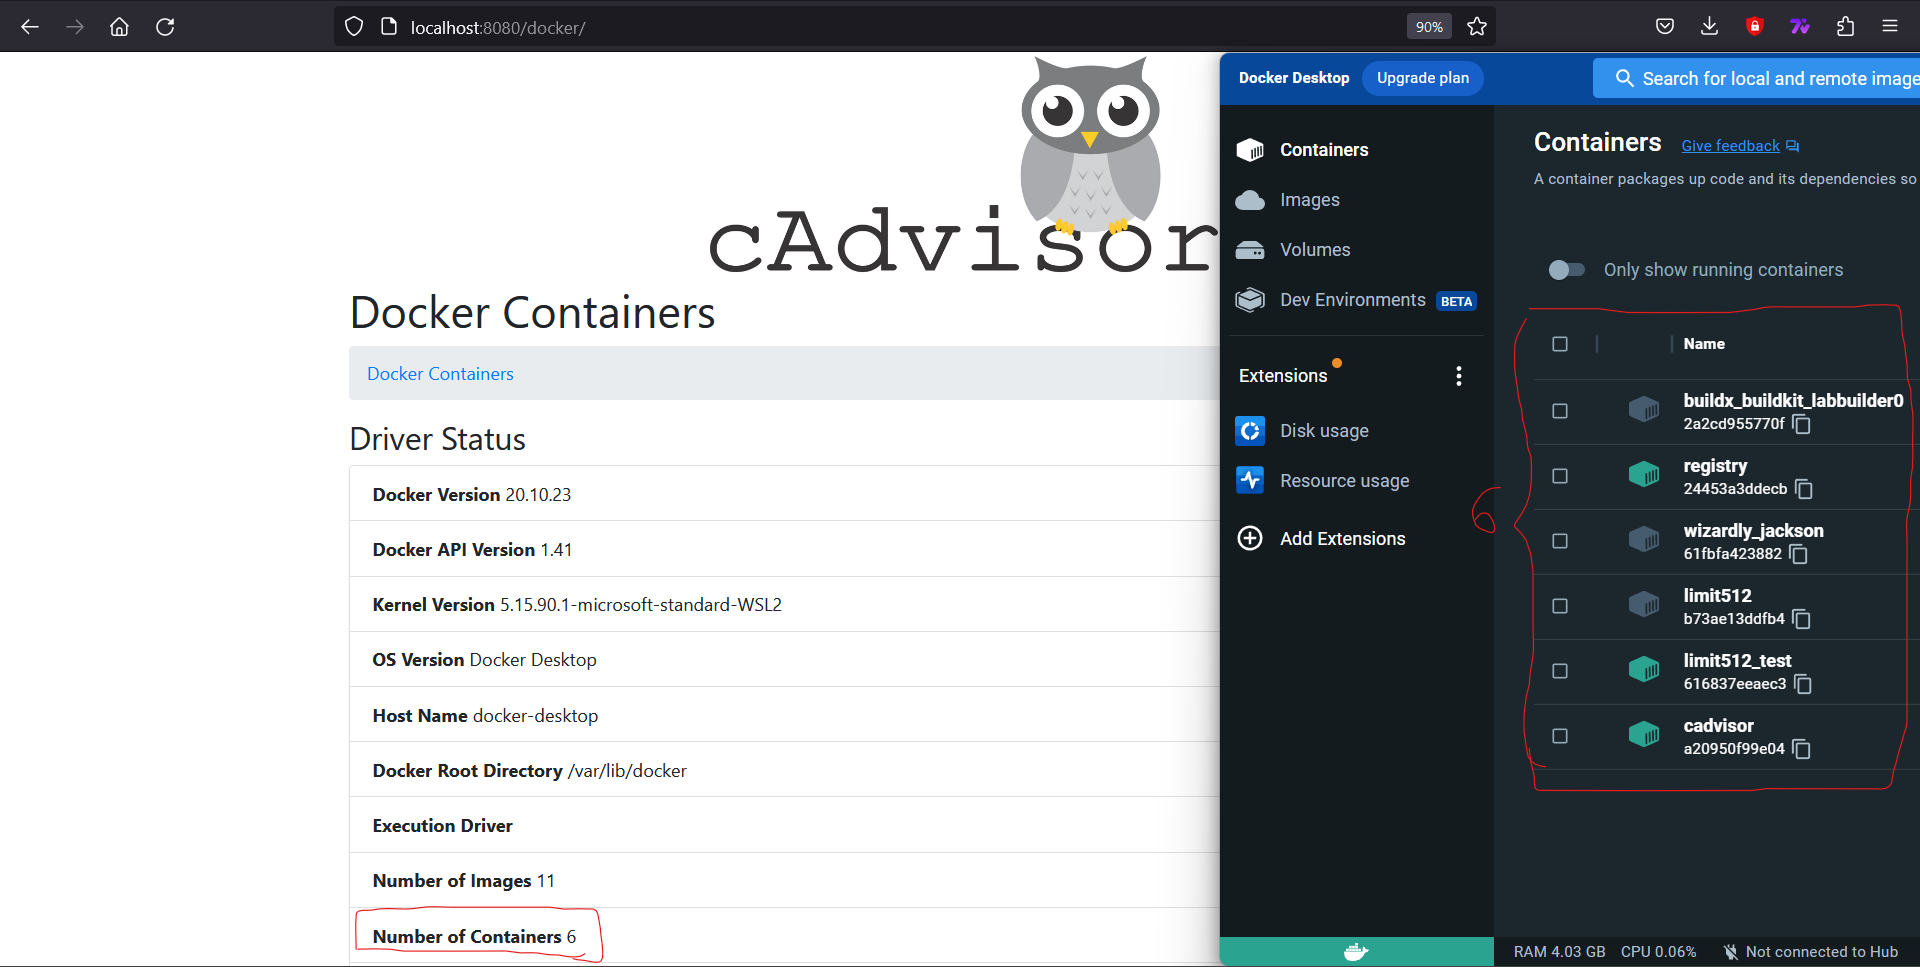 localhost:8080/docker/
90%
cAdvisor
Docker Containers
Docker Containers
Driver Status
Docker Version 20.10.23
Docker API Version 1.41
Kernel Version 5.15.90.1-microsoft-standard-WSL2
OS Version Docker Desktop
Host Name docker-desktop
Docker Root Directory /var/lib/docker
Execution Driver
Number of Images 11
Number of Containers 6
Docker Desktop
Upgrade plan
Search for local and remote image
Containers
Images
Volumes
Dev Environments BETA
Extensions
Disk usage
Resource usage
Add Extensions
6
Containers
Give feedback
A container packages up code and its dependencies so
Only show running containers
Name
buildx_buildkit_labbuilder0
2a2cd955770f
registry
24453a3ddecb
wizardly_jackson
61fbfa423882
limit512
b73ae13ddfb4
limit512_test
616837eeaec3
cadvisor
a20950f99e04
RAM 4.03 GB CPU 0.06% Not connected to Hub